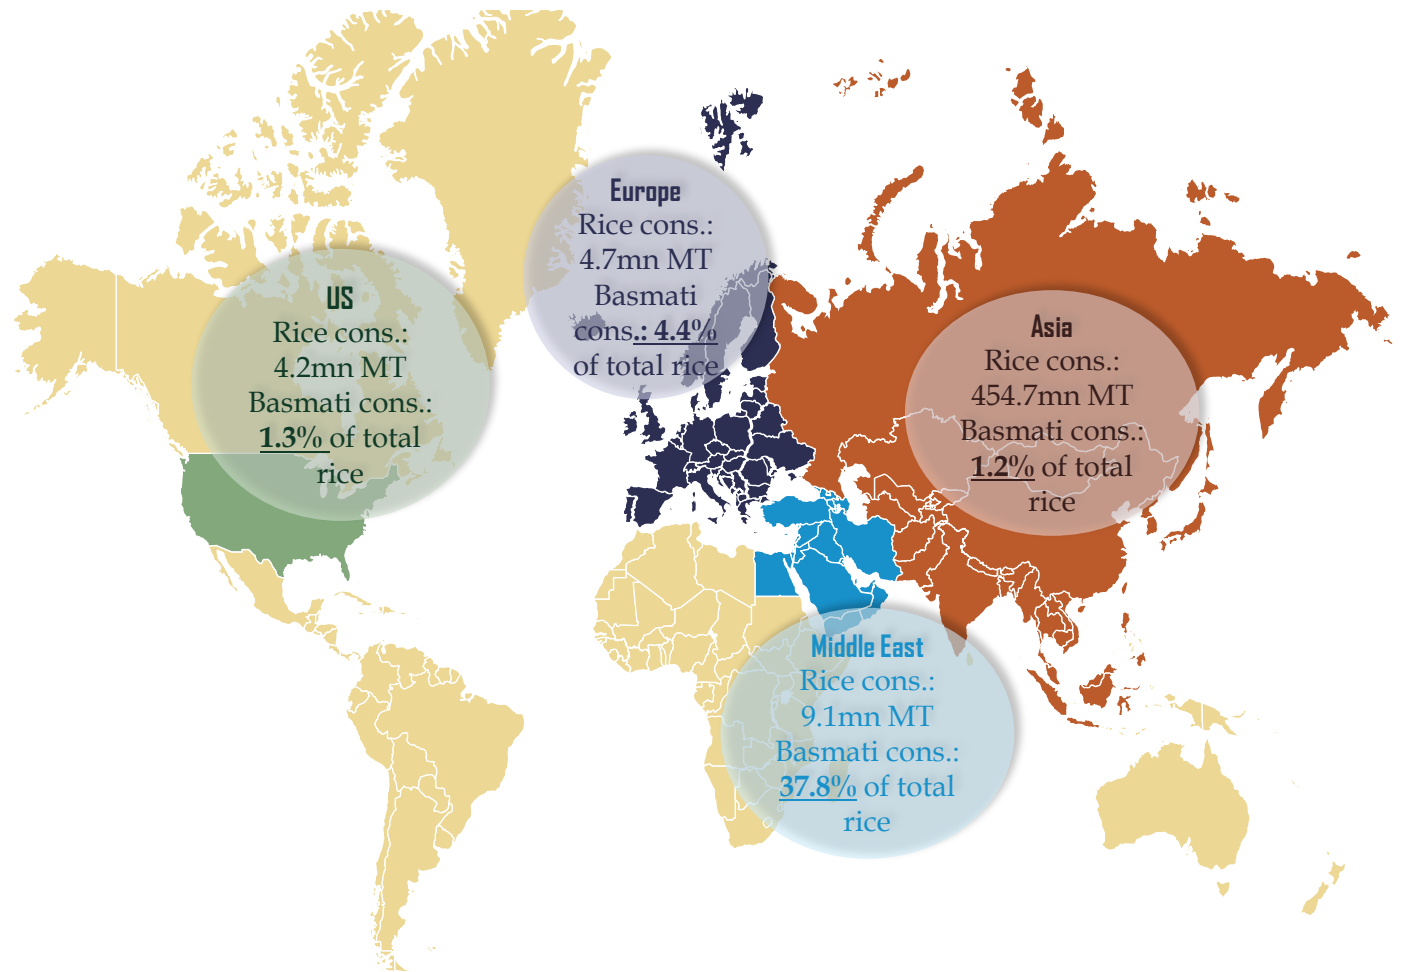 Europe
Rice cons.:
4.7mn MT
Basmati
cons.: 4.4%
of total rice
US
Rice cons.:
4.2mn MT
Basmati cons.:
1.3% of total
rice
Asia
Rice cons.:
454.7mn MT
Basmati cons.:
1.2% of total
rice
Middle East
Rice cons.:
9.1mn MT
Basmati cons.:
37.8% of total
rice